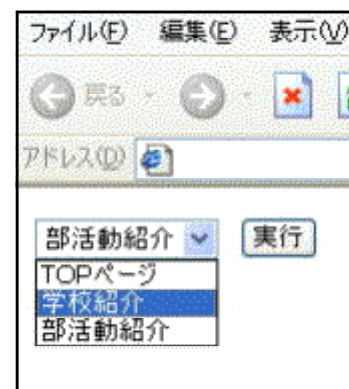 ファイル(F) 編集(E) 表示(V)
戻る
アドレス(D)
部活動紹介 実行
TOPページ
学校紹介
部活動紹介